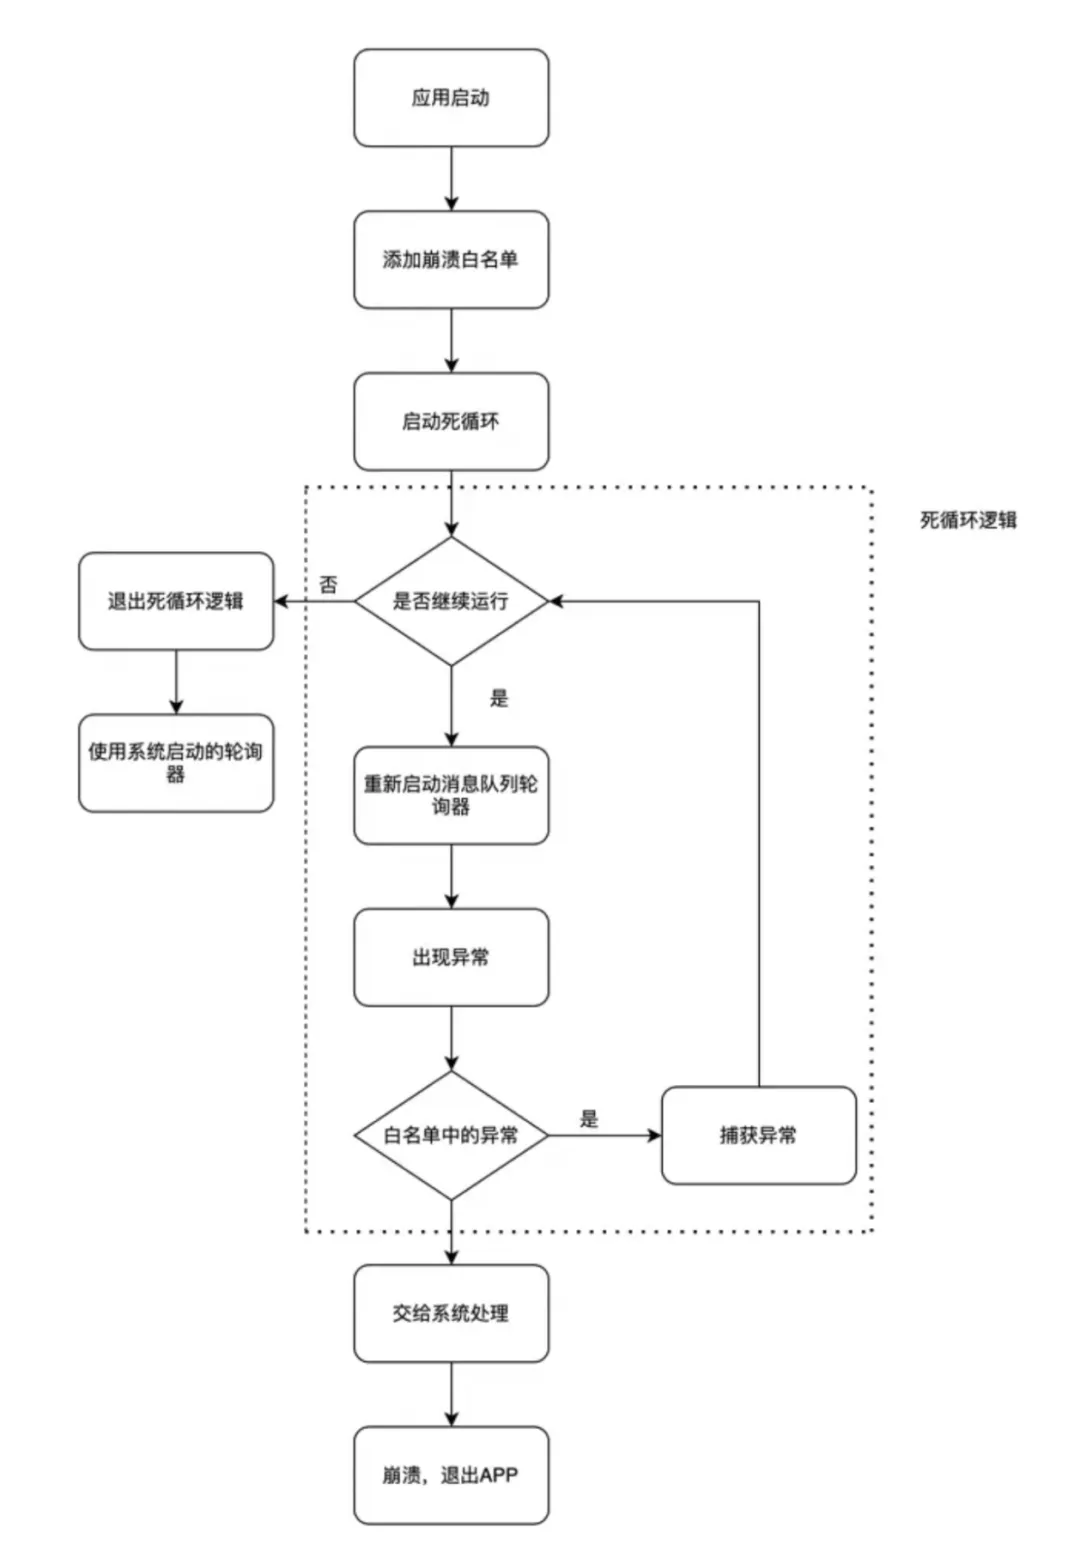 应用启动
添加崩溃白名单
启动死循环
死循环逻辑
否
退出死循环逻辑
是否继续运行
是
使用系统启动的轮询
器
重新启动消息队列轮
询器
出现异常
白名单中的异常
是
捕获异常
交给系统处理
崩溃，退出APP